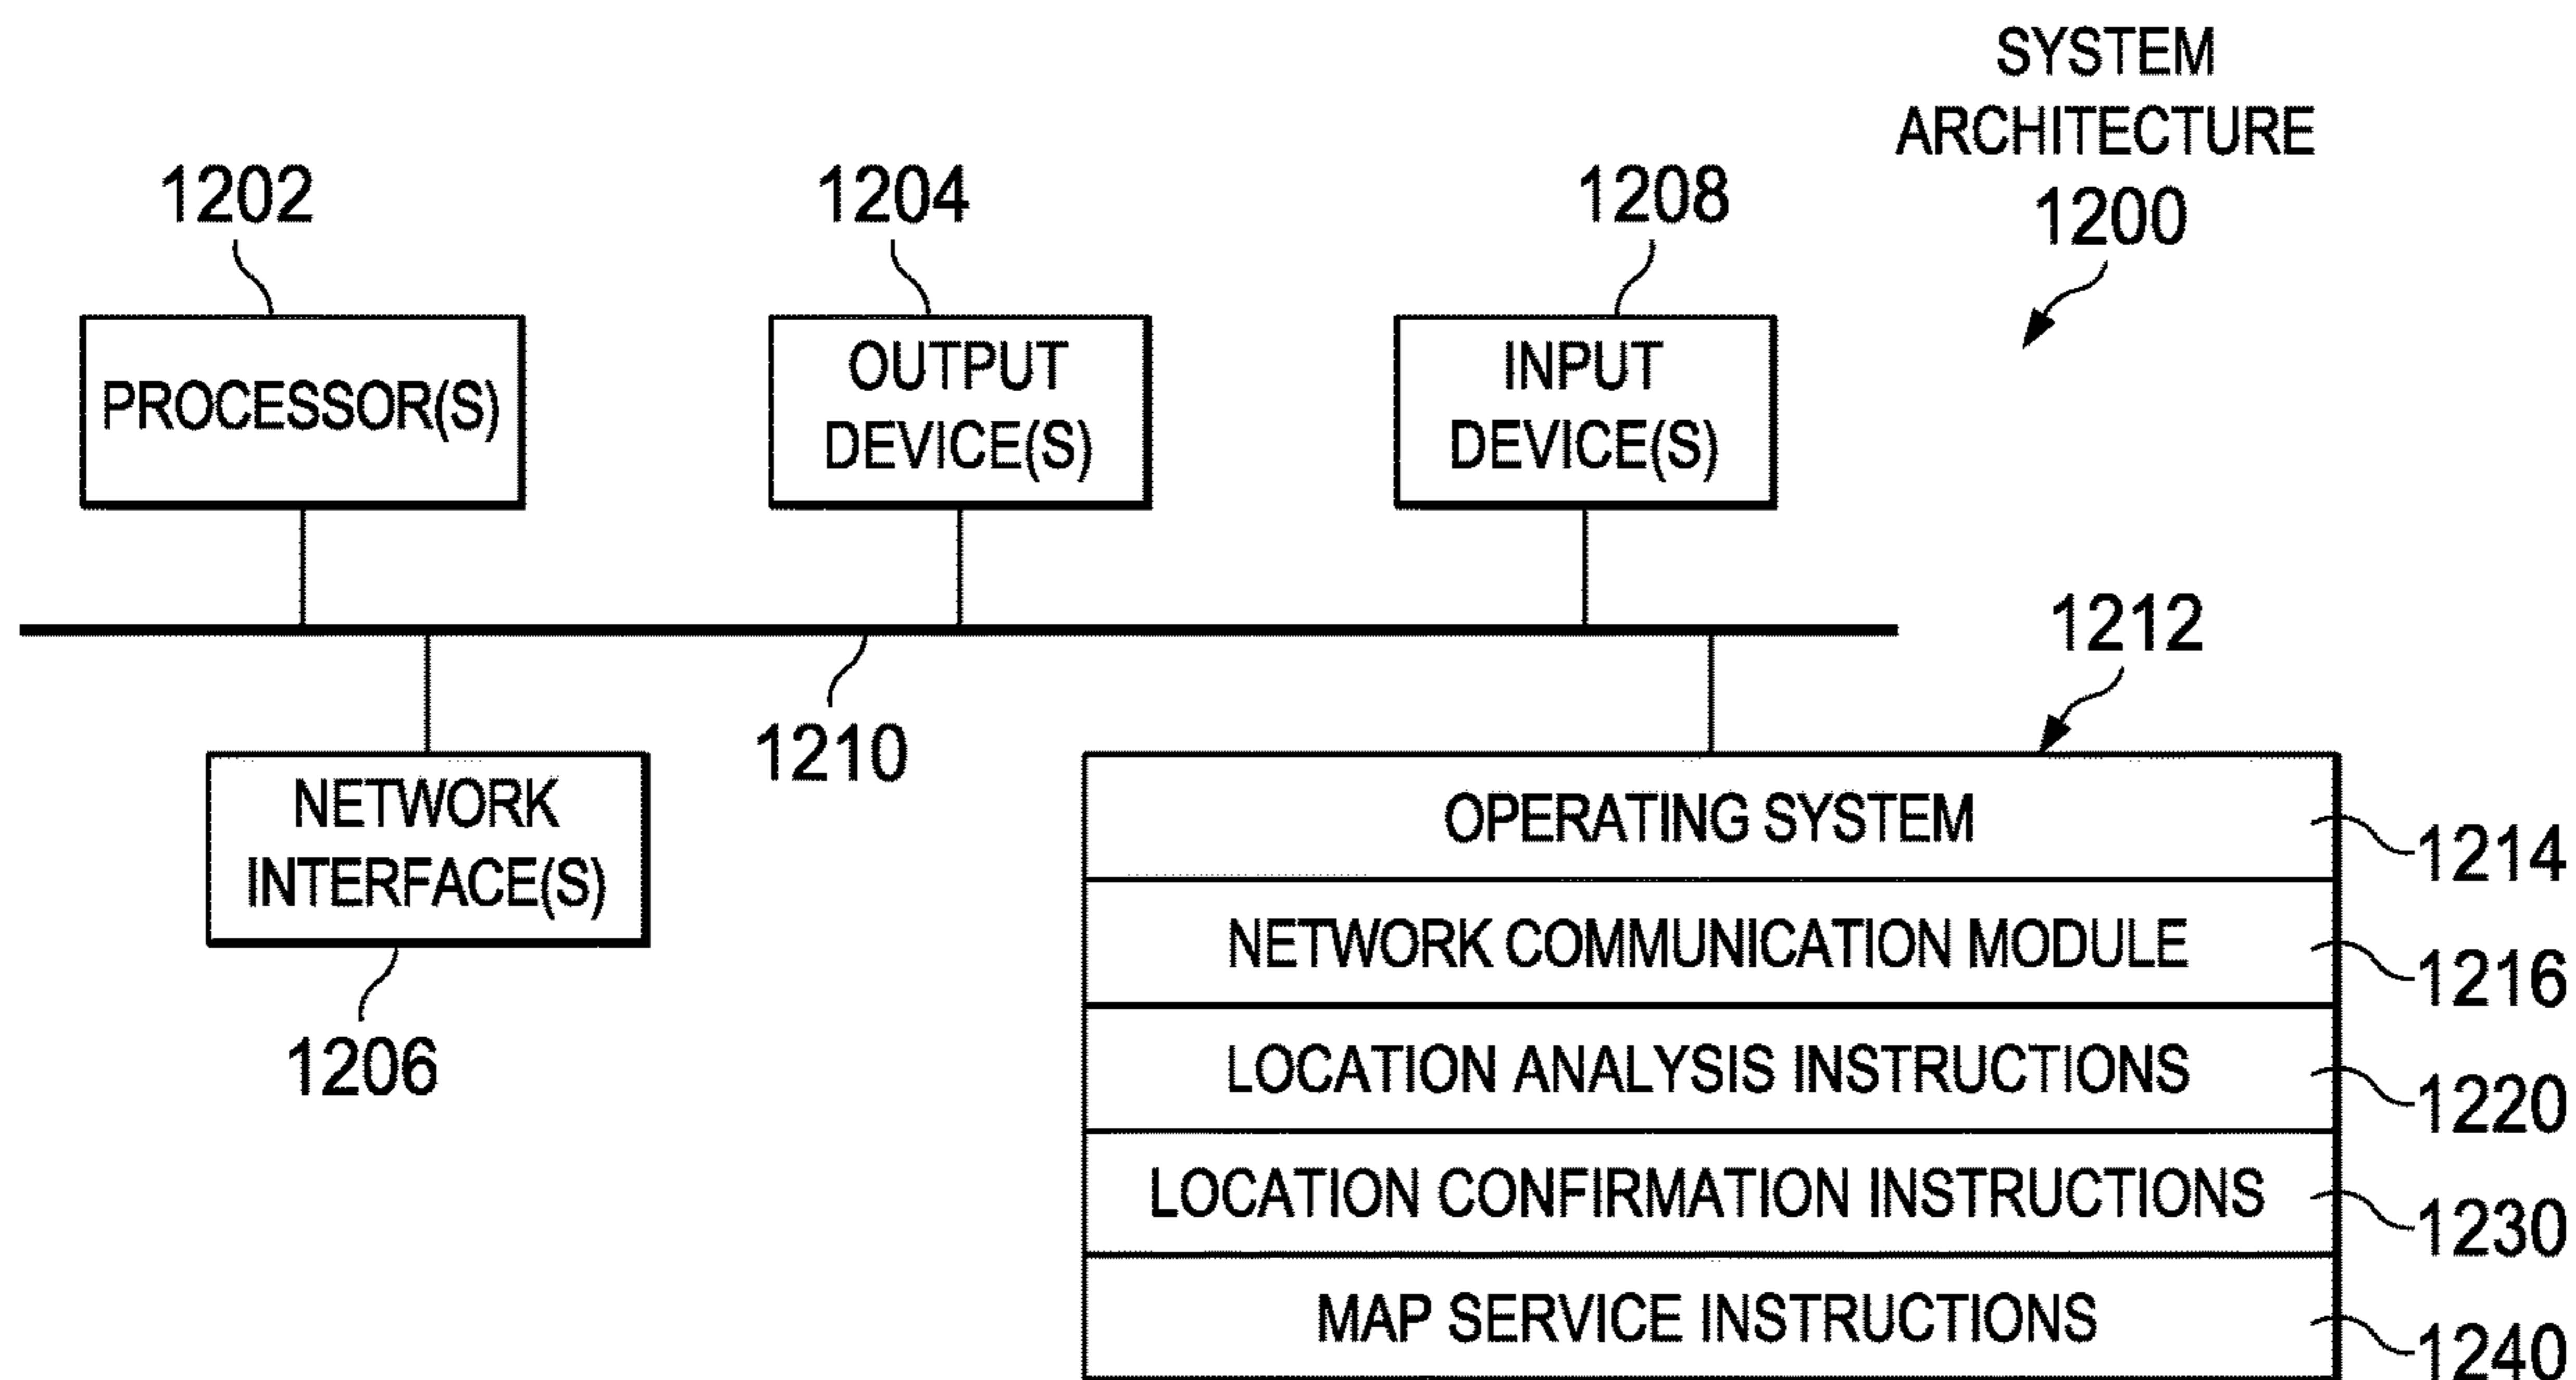 SYSTEM
ARCHITECTURE
1200
1202
1204
1208
PROCESSOR(S)
OUTPUT
DEVICE(S)
INPUT
DEVICE(S)
1210
1212
NETWORK
INTERFACE(S)
1206
OPERATING SYSTEM
1214
NETWORK COMMUNICATION MODULE
1216
LOCATION ANALYSIS INSTRUCTIONS
1220
LOCATION CONFIRMATION INSTRUCTIONS
1230
MAP SERVICE INSTRUCTIONS
1240